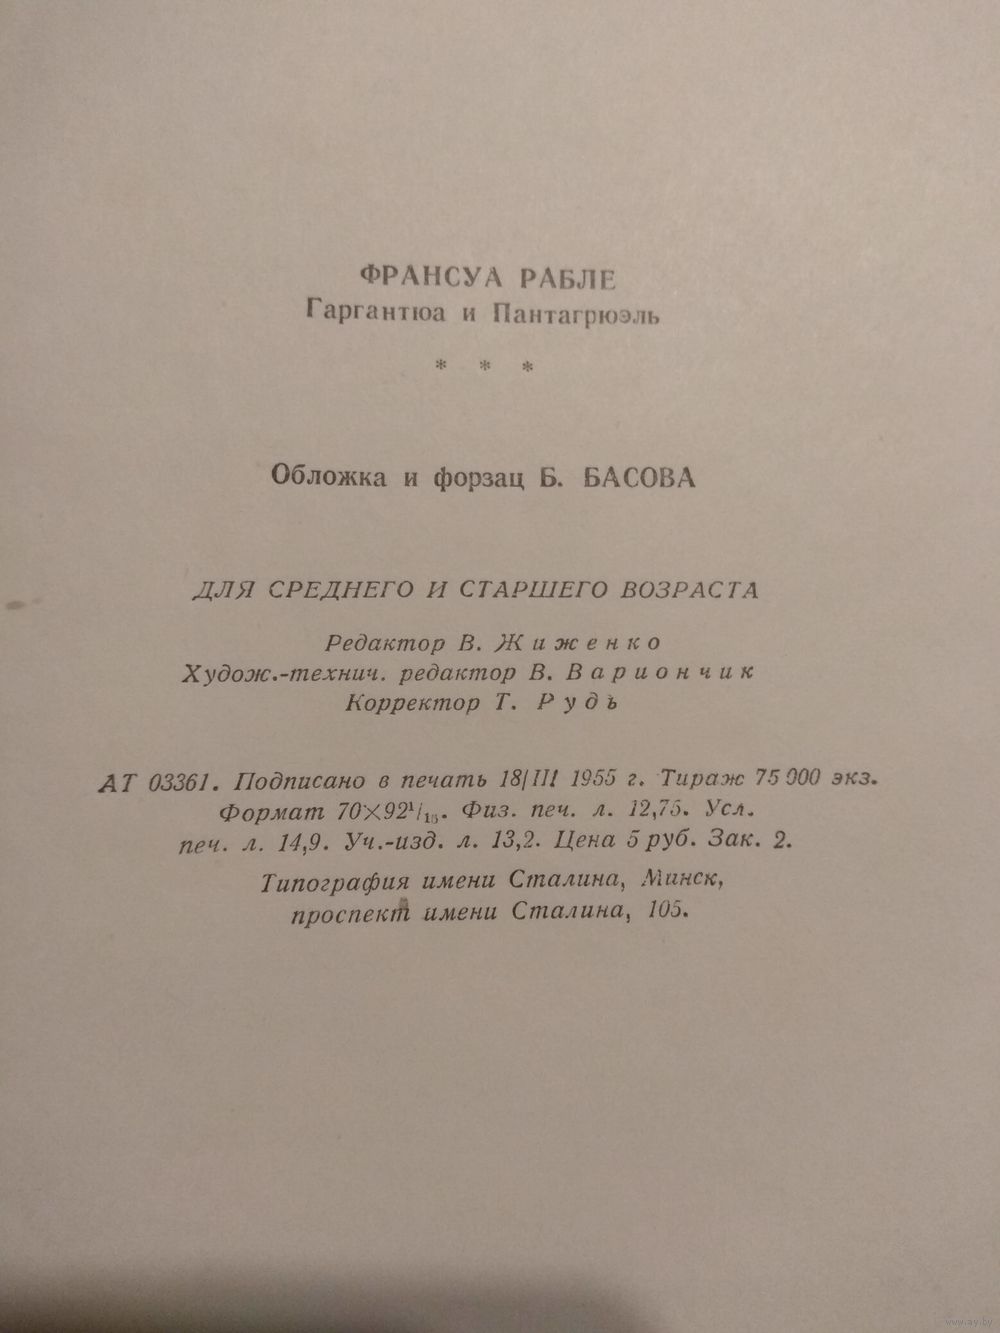 ФРАНСУА РАБЛЕ
Гаргантюа и Пантагрюэль
* * *
Обложка и форзац Б. БАСОВА
ДЛЯ СРЕДНЕГО И СТАРШЕГО ВОЗРАСТА
Редактор В. Жиженко
Худож.-технич. редактор В. Вариончик
Корректор Т. Рудь
АТ 03361. Подписано в печать 18/III 1955 г. Тираж 75 000 экз.
Формат 70×92¹/₁₆. Физ. печ. л. 12,75. Усл.
печ. л. 14,9. Уч.-изд. л. 13,2. Цена 5 руб. Зак. 2.
Типография имени Сталина, Минск,
проспект имени Сталина, 105.
www.ay.by